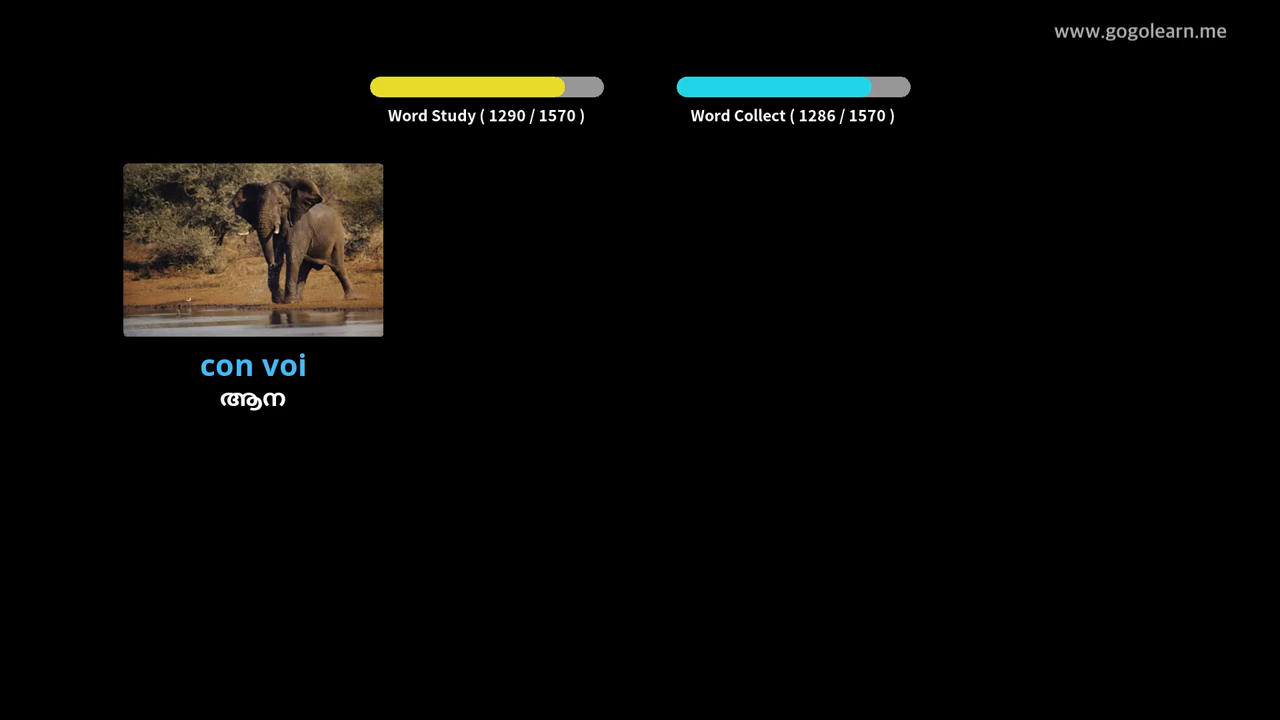 www.gogolearn.me
Word Study ( 1290 / 1570 )
Word Collect ( 1286 / 1570 )
con voi
ആന